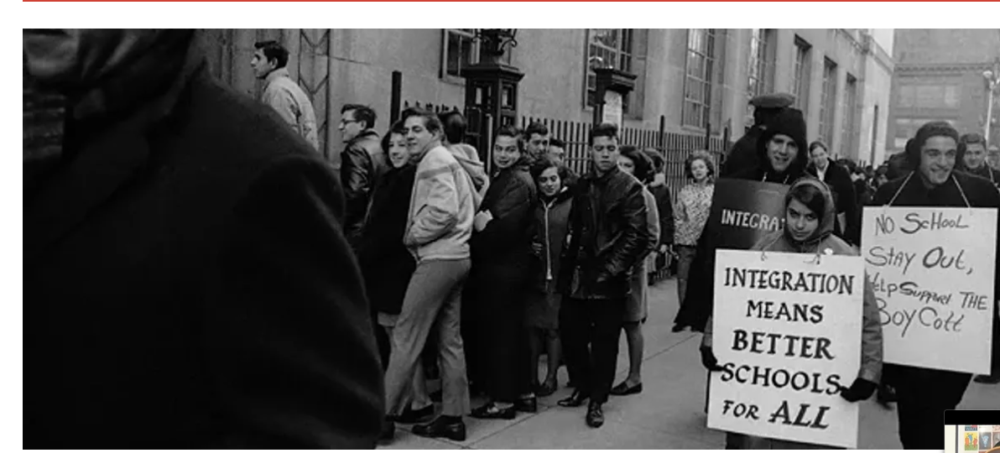 INTEGRA
INTEGRATION
MEANS
BETTER
SCHOOLS
FOR ALL
NO SCHOOL
STAY OUT,
HELP SUPPORT THE
BOYCOTT